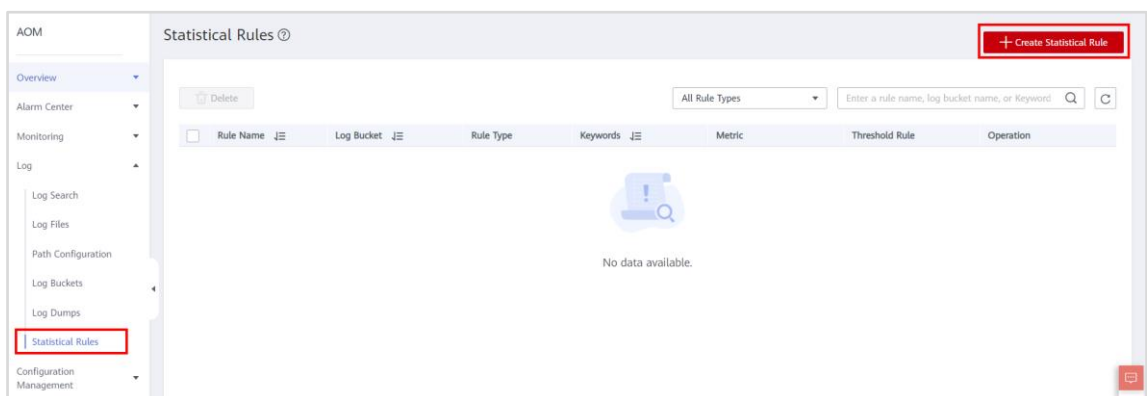 AOM
Statistical Rules
+ Create Statistical Rule
Overview
Delete
All Rule Types
Enter a rule name, log bucket name, or Keyword
Alarm Center
Monitoring
Rule Name
Log Bucket
Rule Type
Keywords
Metric
Threshold Rule
Operation
Log
Log Search
Log Files
Path Configuration
No data available.
Log Buckets
Log Dumps
Statistical Rules
Configuration
Management